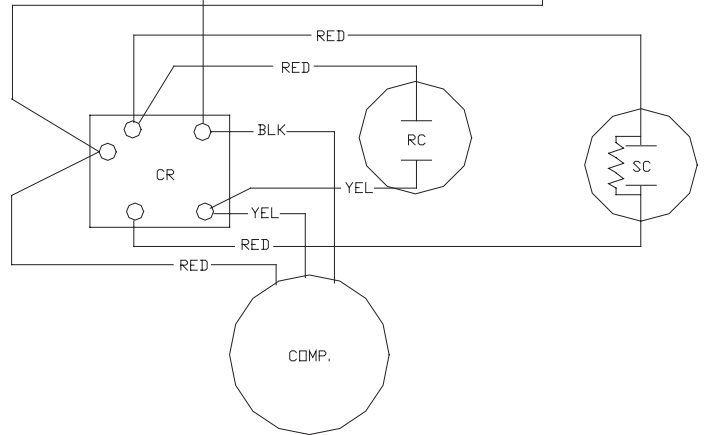 RED
RED
BLK
RC
SC
CR
YEL
YEL
RED
RED
COMP.